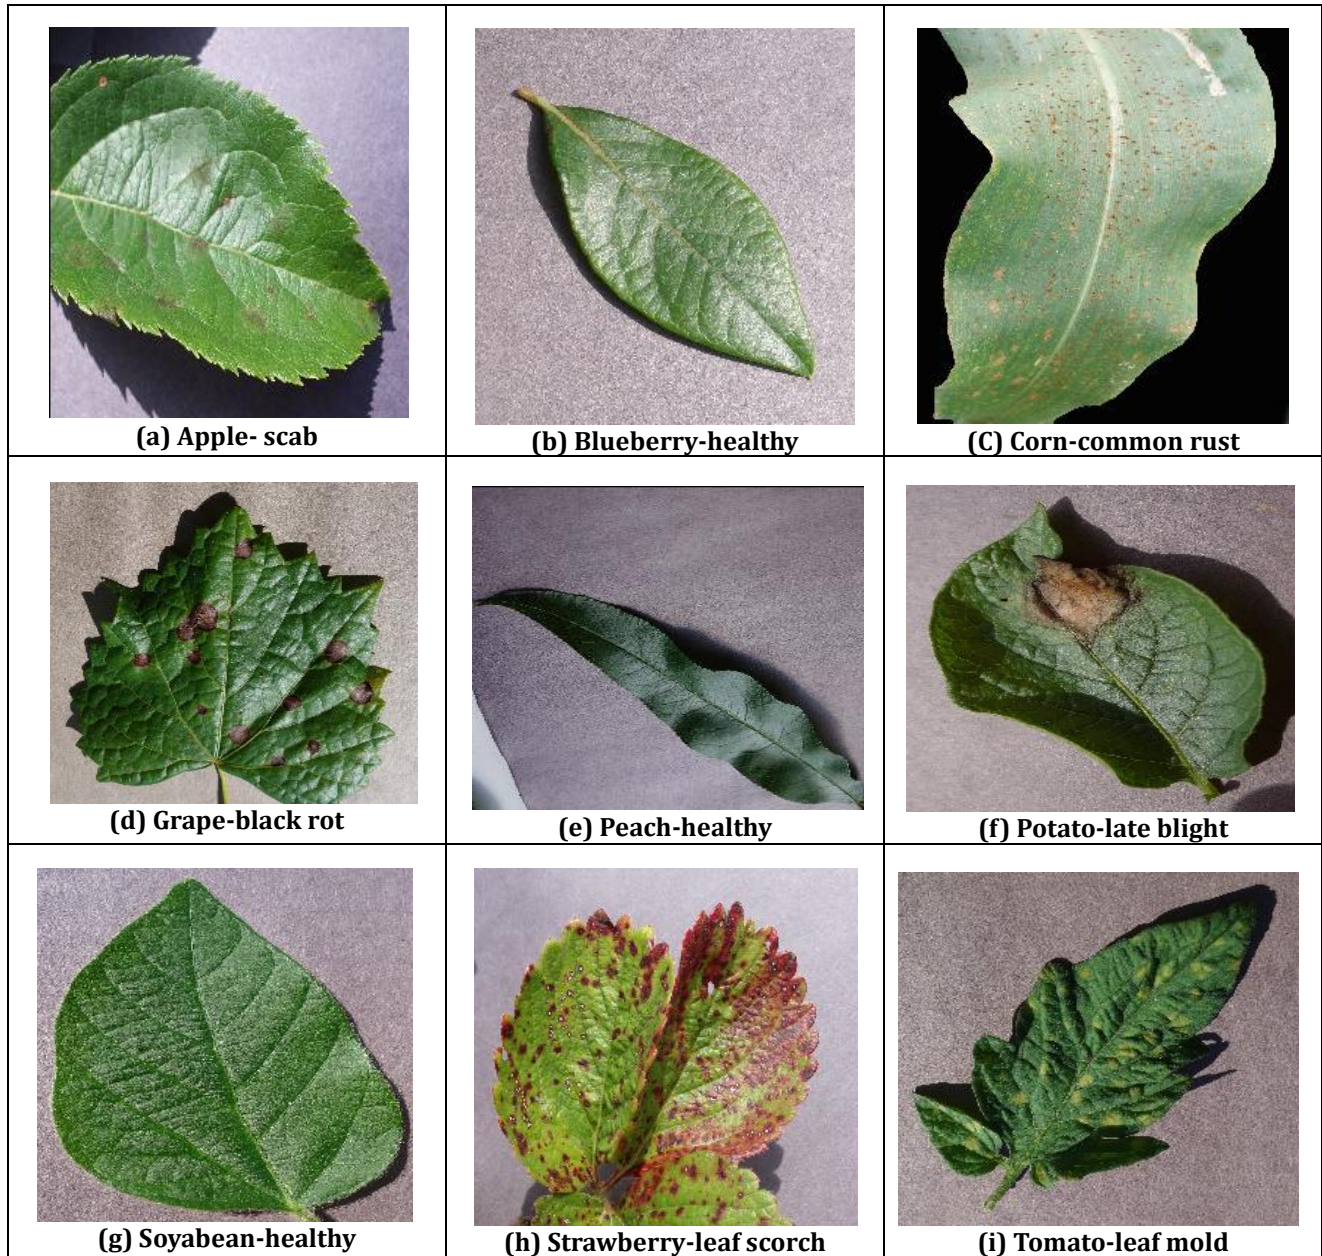 (a) Apple- scab
(b) Blueberry-healthy
(C) Corn-common rust
(d) Grape-black rot
(e) Peach-healthy
(f) Potato-late blight
(g) Soyabean-healthy
(h) Strawberry-leaf scorch
(i) Tomato-leaf mold